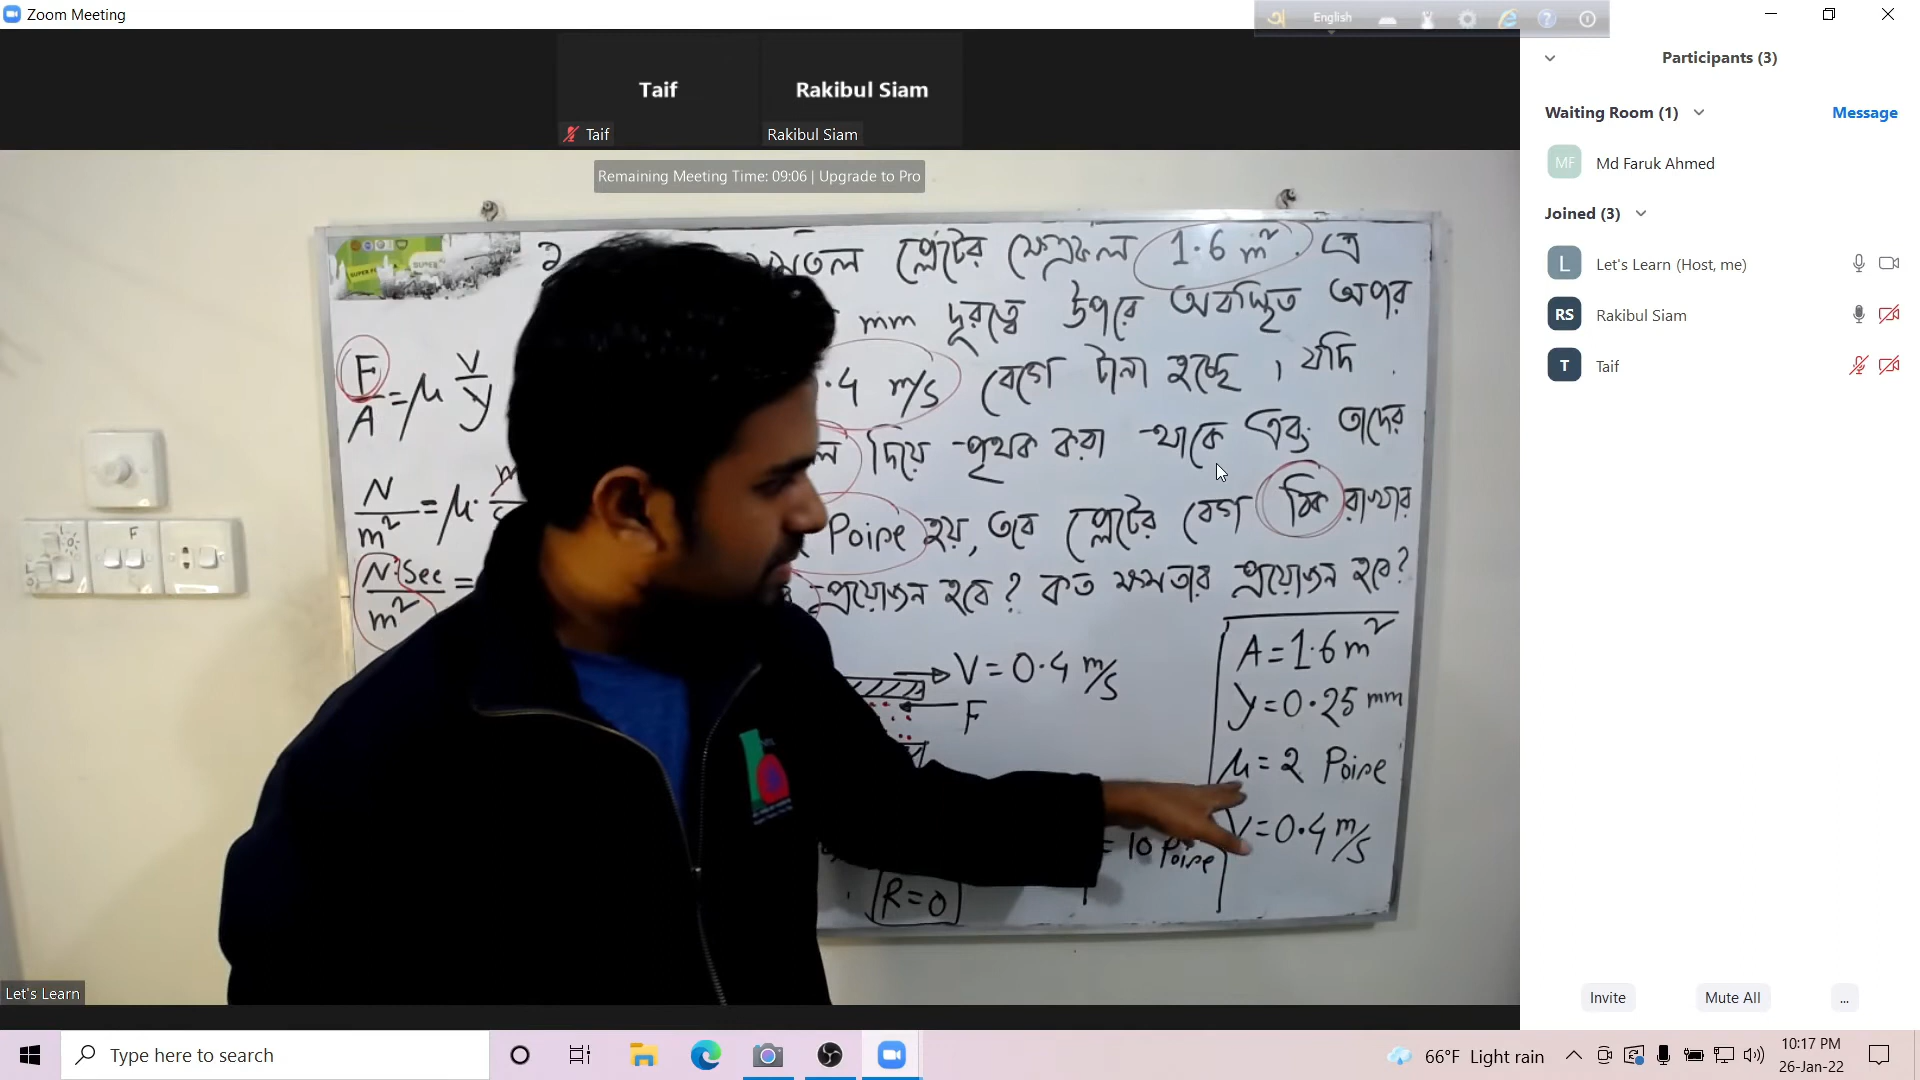 Zoom Meeting
English
Taif
Rakibul Siam
Taif
Rakibul Siam
Remaining Meeting Time: 09:06 | Upgrade to Pro
প্লেটের ক্ষেত্রফল 1.6 m²
mm দূরত্বে উপরে অবস্থিত অপর
.4 m/s বেগে টানা হচ্ছে, যদি
দিয়ে পৃথক করা থাকে এবং তাদের
Poise হয়, তবে প্লেটের বেগ ঠিক রাখার
প্রয়োজন হবে? কত ক্ষমতার প্রয়োজন হবে?
F/A = μ V/y
N/m² = μ.
N·Sec/m² =
V = 0.4 m/s
F
= 10 Poise
R = 0
A = 1.6 m²
y = 0.25 mm
μ = 2 Poise
V = 0.4 m/s
Let's Learn
Participants (3)
Waiting Room (1)
Message
MF
Md Faruk Ahmed
Joined (3)
L
Let's Learn (Host, me)
RS
Rakibul Siam
T
Taif
Invite
Mute All
...
Type here to search
66°F Light rain
10:17 PM
26-Jan-22